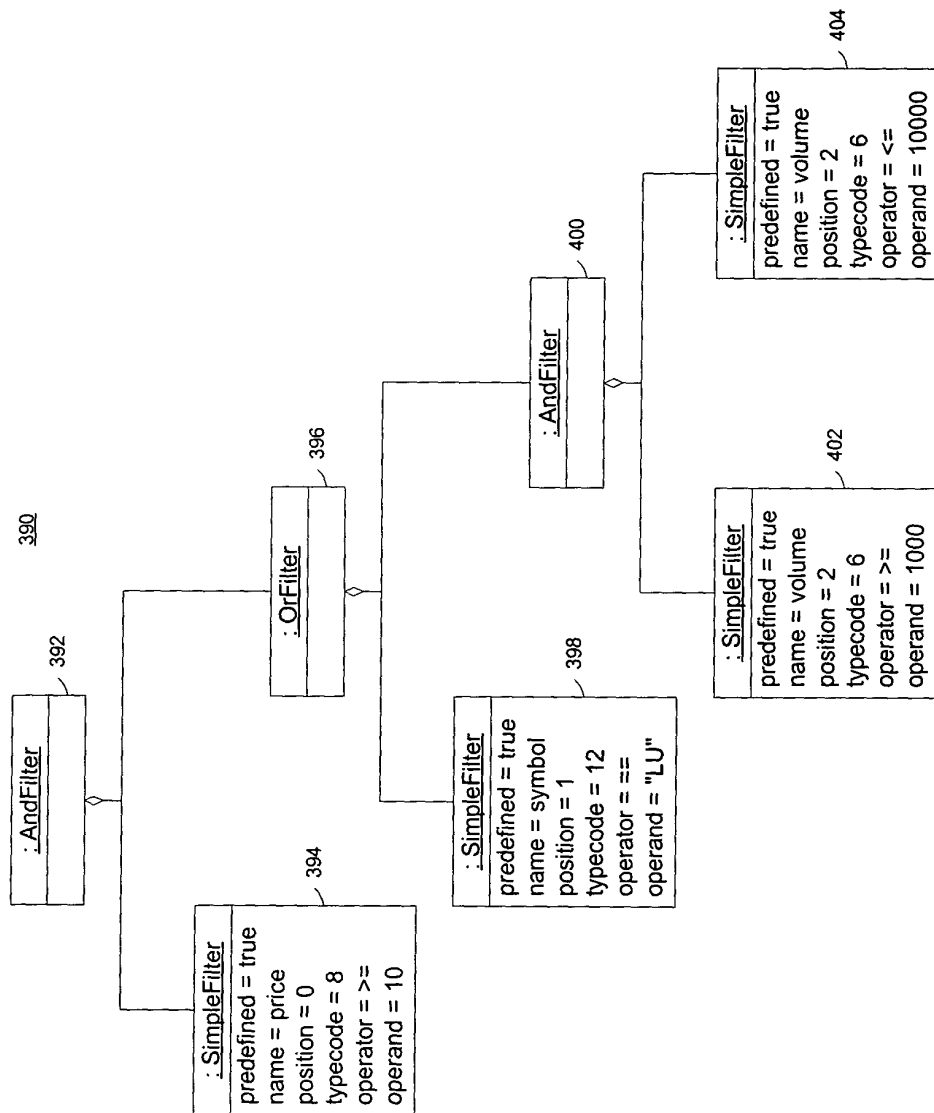 390
392
: AndFilter
394
: SimpleFilter
predefined = true
name = price
position = 0
typecode = 8
operator = >=
operand = 10
396
: OrFilter
398
: SimpleFilter
predefined = true
name = symbol
position = 1
typecode = 12
operator = ==
operand = "LU"
400
: AndFilter
402
: SimpleFilter
predefined = true
name = volume
position = 2
typecode = 6
operator = >=
operand = 1000
404
: SimpleFilter
predefined = true
name = volume
position = 2
typecode = 6
operator = <=
operand = 10000